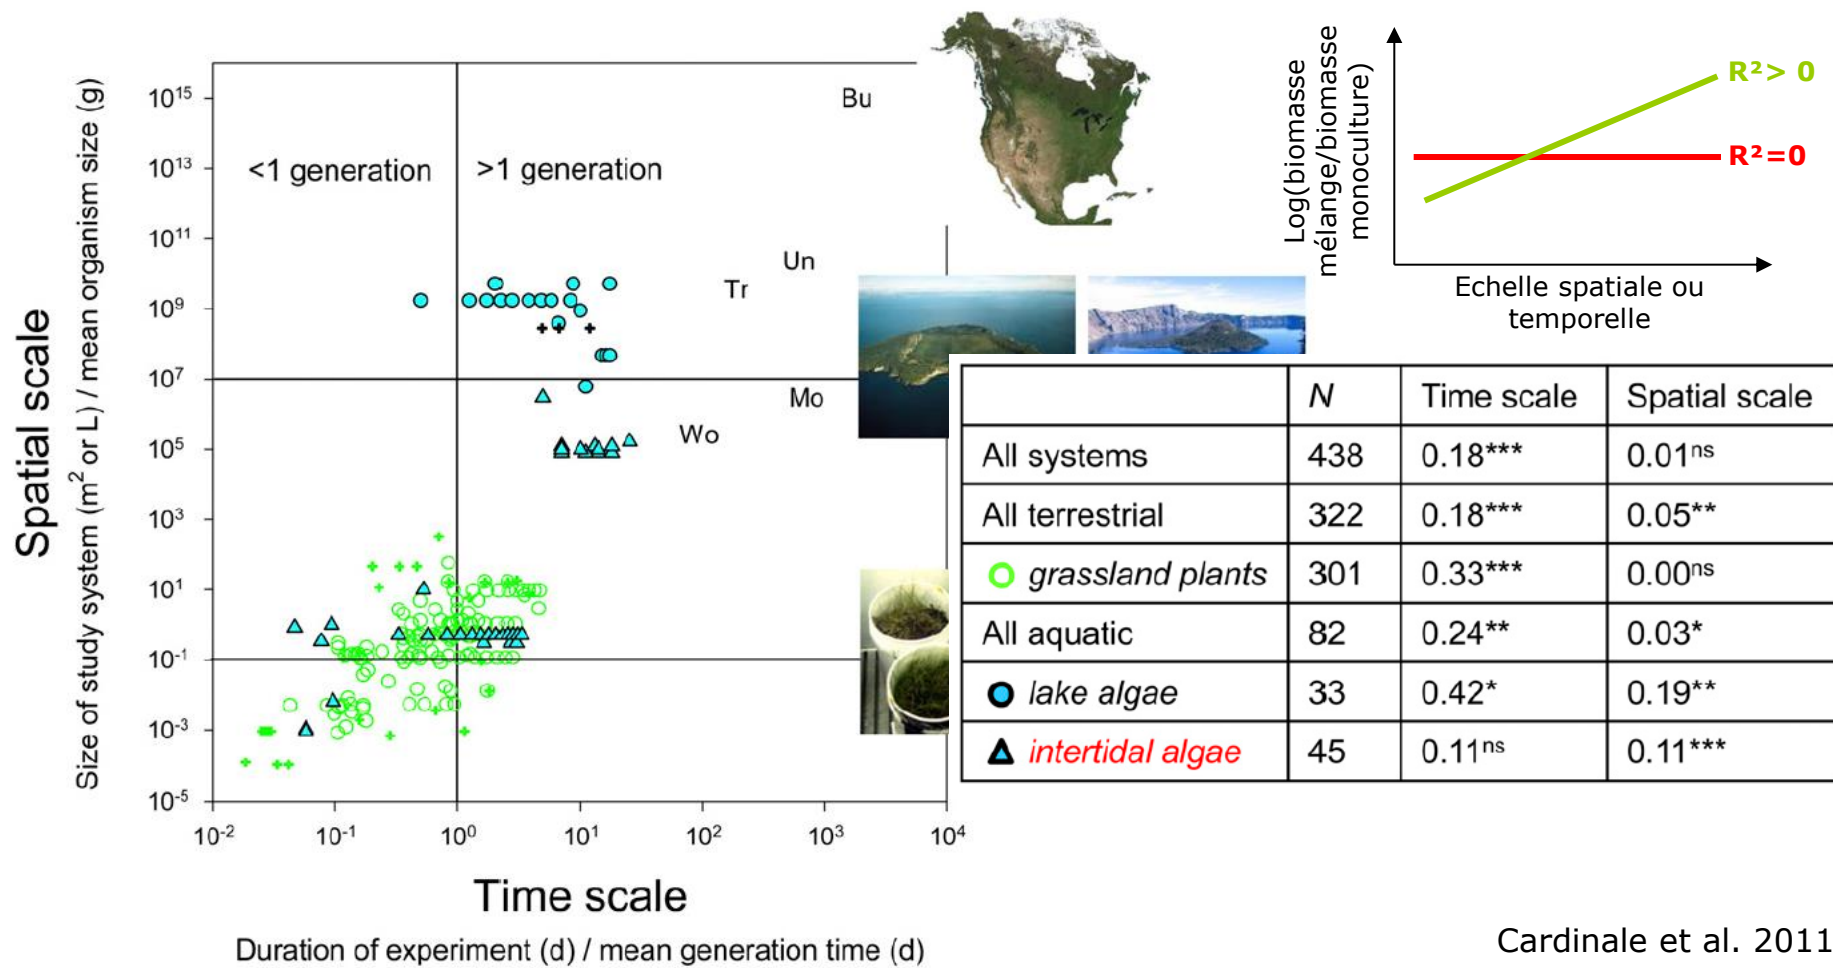 Spatial scale
Size of study system (m² or L) / mean organism size (g)
10¹⁵
10¹³
10¹¹
10⁹
10⁷
10⁵
10³
10¹
10⁻¹
10⁻³
10⁻⁵
<1 generation
>1 generation
Bu
Un
Tr
Mo
Wo
10⁻² 10⁻¹ 10⁰ 10¹ 10² 10³ 10⁴
Time scale
Duration of experiment (d) / mean generation time (d)
Log(biomasse
mélange/biomasse
monoculture)
R²> 0
R²=0
Echelle spatiale ou
temporelle
N Time scale Spatial scale
All systems 438 0.18*** 0.01ⁿˢ
All terrestrial 322 0.18*** 0.05**
grassland plants 301 0.33*** 0.00ⁿˢ
All aquatic 82 0.24** 0.03*
lake algae 33 0.42* 0.19**
intertidal algae 45 0.11ⁿˢ 0.11***
Cardinale et al. 2011